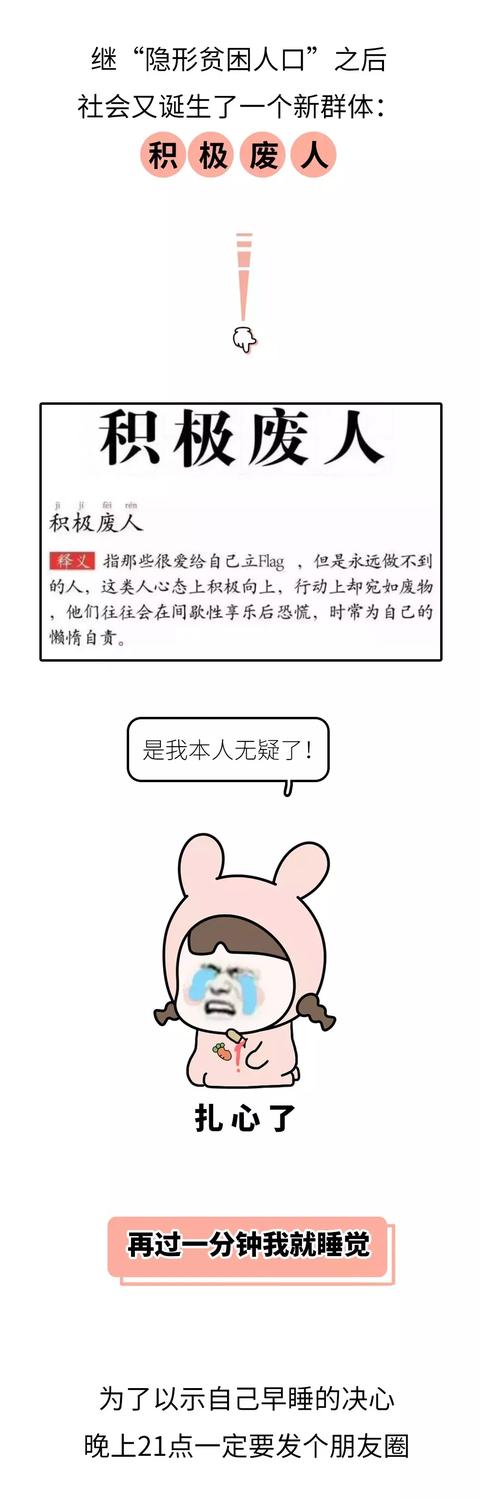 继“隐形贫困人口”之后
社会又诞生了一个新群体：
积极废人
积极废人
jī jí fèi rén
积极废人
释义 指那些很爱给自己立Flag ，但是永远做不到
的人，这类人心态上积极向上，行动上却宛如废物
，他们往往会在间歇性享乐后恐慌，时常为自己的
懒惰自责。
是我本人无疑了！
扎心了
再过一分钟我就睡觉
为了以示自己早睡的决心
晚上21点一定要发个朋友圈